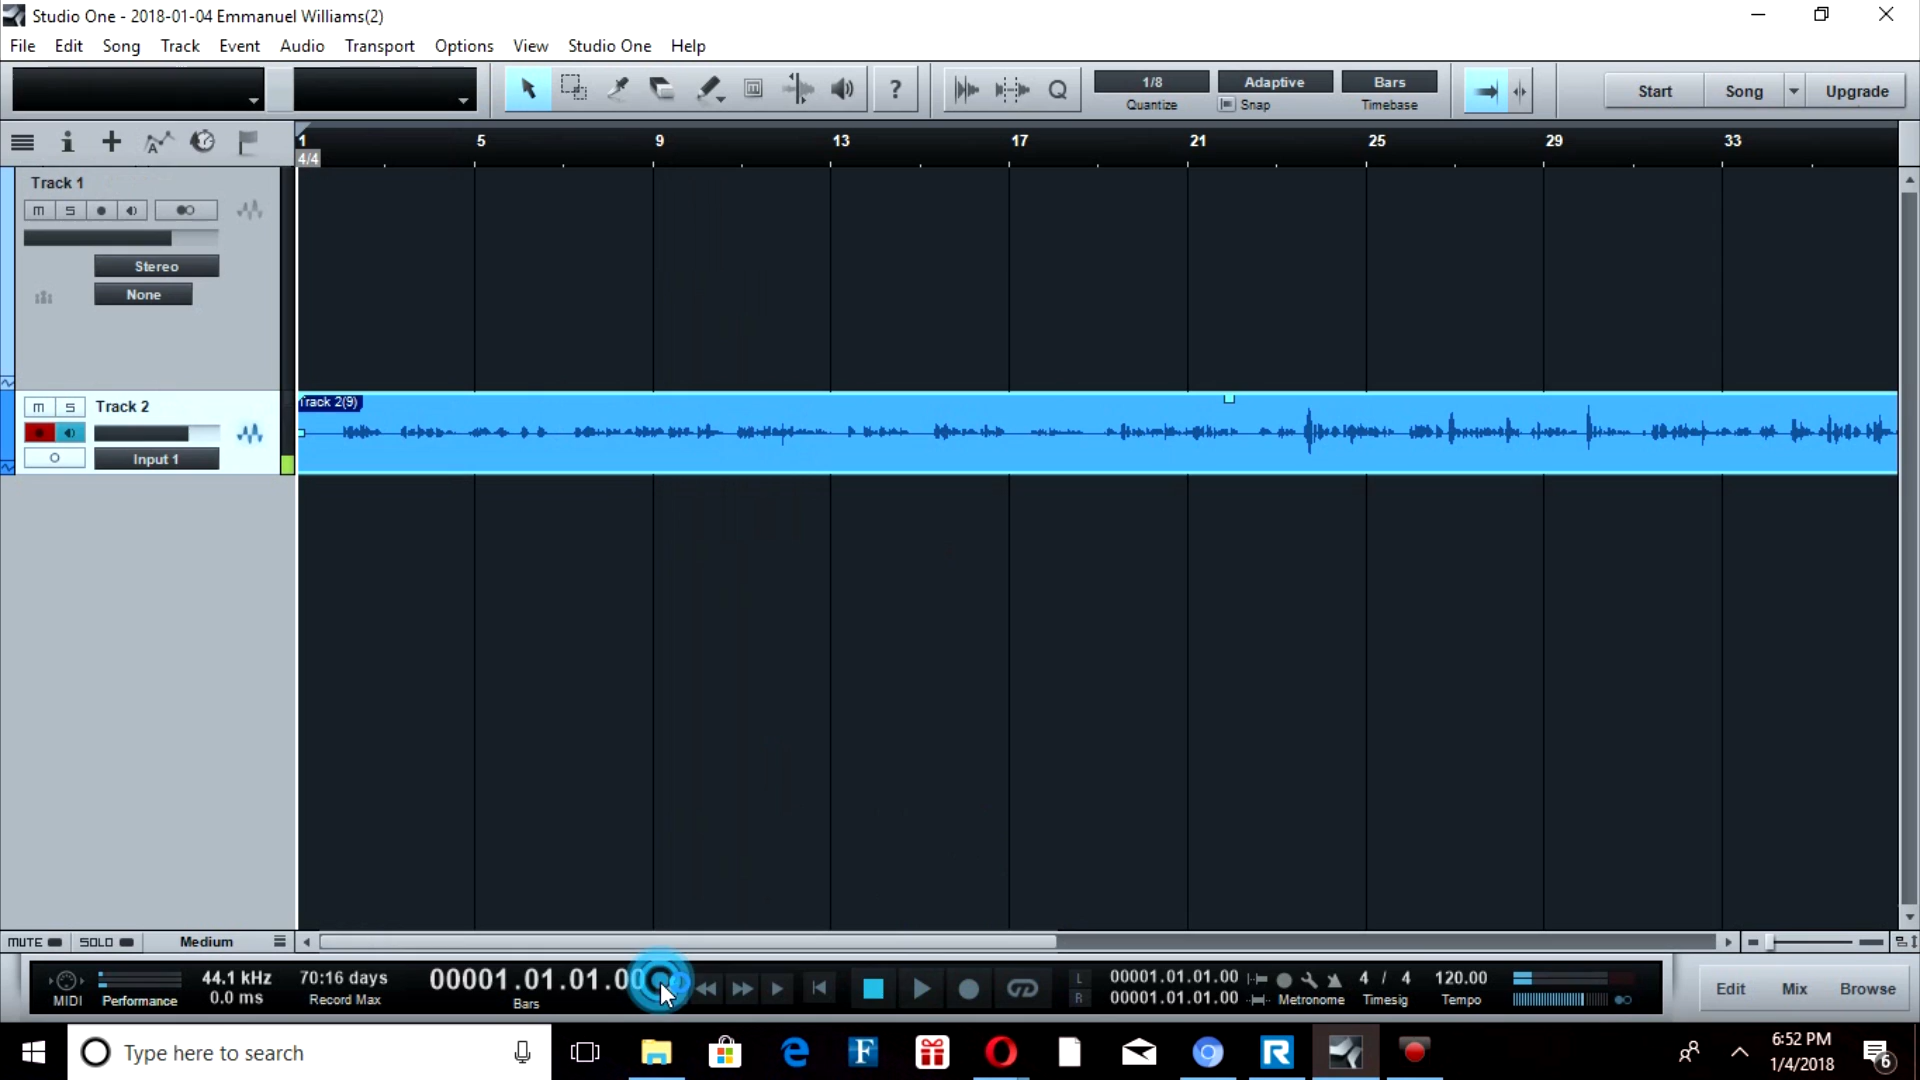 Studio One - 2018-01-04 Emmanuel Williams(2)
File Edit Song Track Event Audio Transport Options View Studio One Help
? Q 1/8 Quantize Adaptive Snap Bars Timebase Start Song Upgrade
1 5 9 13 17 21 25 29 33
4/4
Track 1
m S
Stereo
None
m S Track 2
Input 1
Track 2(9)
MUTE SOLO Medium
MIDI Performance 44.1 kHz 0.0 ms 70:16 days Record Max 00001.01.01.00 Bars
L 00001.01.01.00
R 00001.01.01.00
Metronome 4 / 4 Timesig 120.00 Tempo
Edit Mix Browse
Type here to search
6:52 PM
1/4/2018
6